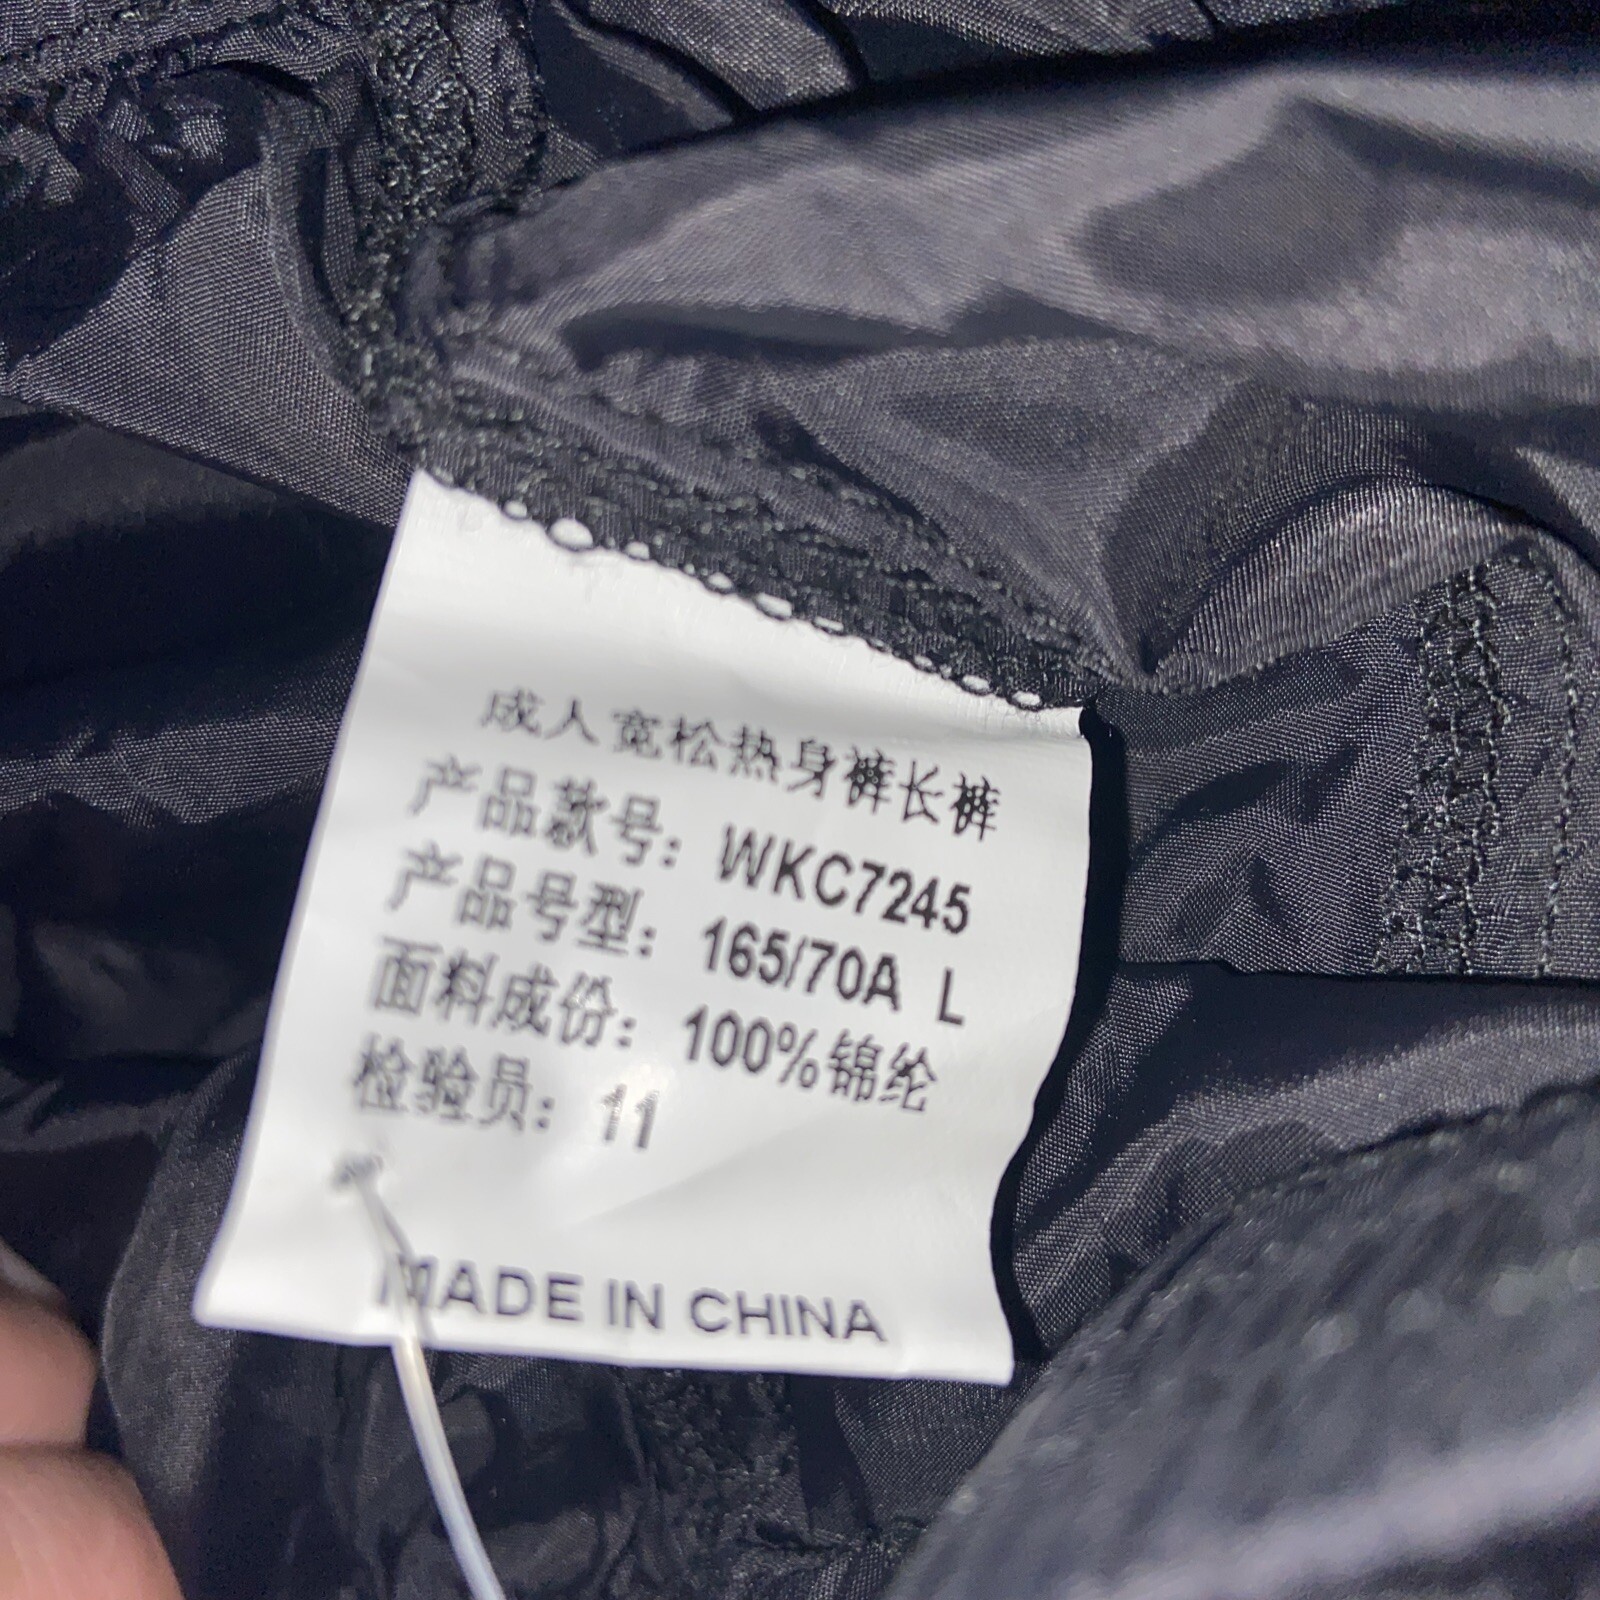 成人宽松热身裤长裤
产品款号：WKC7245
产品号型：165/70A L
面料成份：100%锦纶
检验员：11
MADE IN CHINA